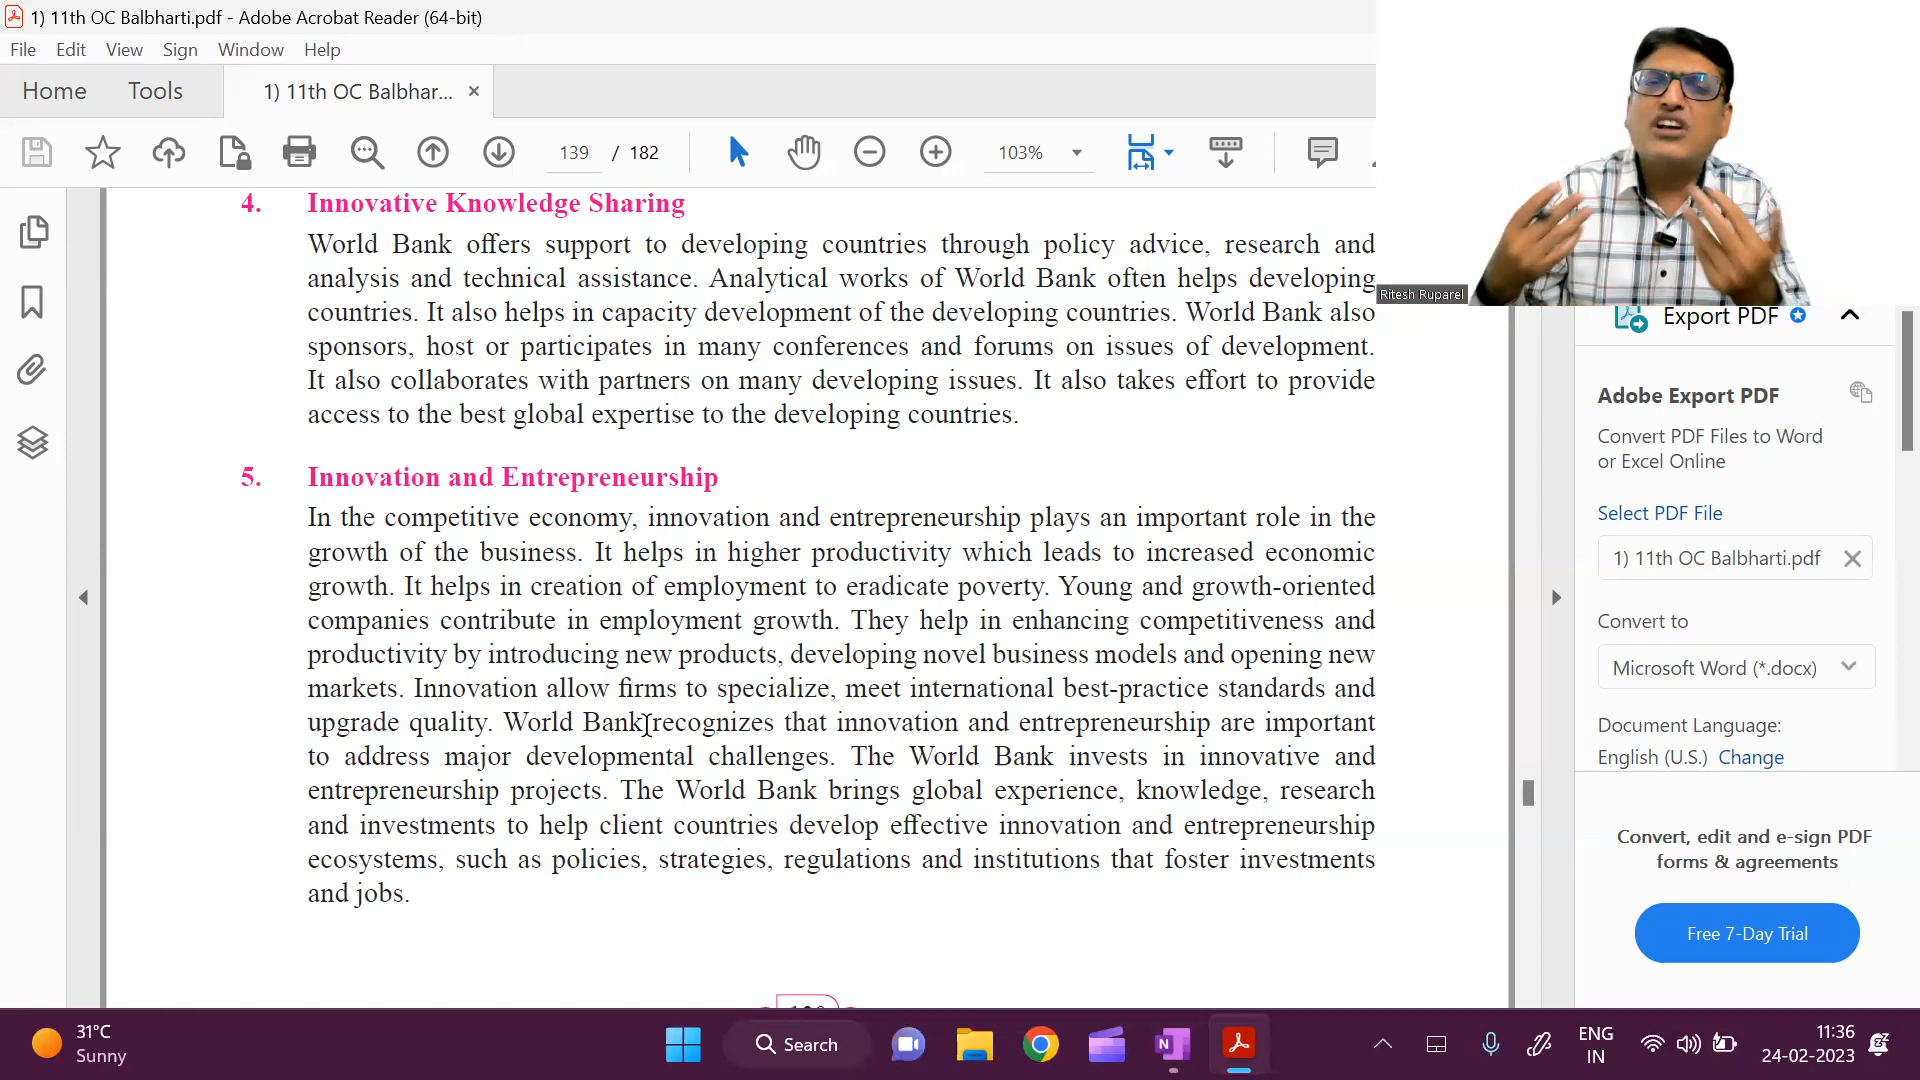 1) 11th OC Balbharti.pdf - Adobe Acrobat Reader (64-bit)
File Edit View Sign Window Help
Home Tools 1) 11th OC Balbhar... ×
139 / 182 103%
4. Innovative Knowledge Sharing
World Bank offers support to developing countries through policy advice, research and
analysis and technical assistance. Analytical works of World Bank often helps developing
countries. It also helps in capacity development of the developing countries. World Bank also
sponsors, host or participates in many conferences and forums on issues of development.
It also collaborates with partners on many developing issues. It also takes effort to provide
access to the best global expertise to the developing countries.
5. Innovation and Entrepreneurship
In the competitive economy, innovation and entrepreneurship plays an important role in the
growth of the business. It helps in higher productivity which leads to increased economic
growth. It helps in creation of employment to eradicate poverty. Young and growth-oriented
companies contribute in employment growth. They help in enhancing competitiveness and
productivity by introducing new products, developing novel business models and opening new
markets. Innovation allow firms to specialize, meet international best-practice standards and
upgrade quality. World Bank recognizes that innovation and entrepreneurship are important
to address major developmental challenges. The World Bank invests in innovative and
entrepreneurship projects. The World Bank brings global experience, knowledge, research
and investments to help client countries develop effective innovation and entrepreneurship
ecosystems, such as policies, strategies, regulations and institutions that foster investments
and jobs.
Ritesh Ruparel
Export PDF
Adobe Export PDF
Convert PDF Files to Word
or Excel Online
Select PDF File
1) 11th OC Balbharti.pdf
Convert to
Microsoft Word (*.docx)
Document Language:
English (U.S.) Change
Convert, edit and e-sign PDF
forms & agreements
Free 7-Day Trial
31°C
Sunny
Search
ENG
IN
11:36
24-02-2023